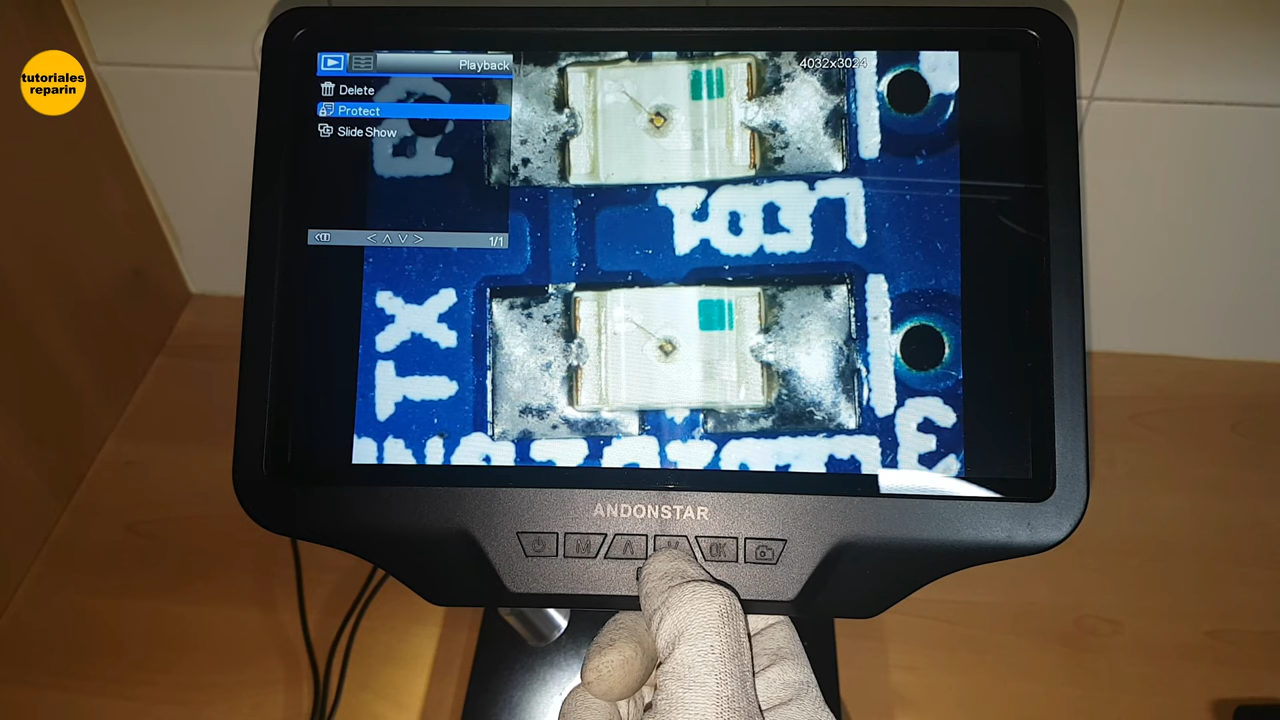 tutoriales
reparin
Playback
4032x3024
Delete
Protect
Slide Show
1/1
TX
ANDONSTAR
M
OK